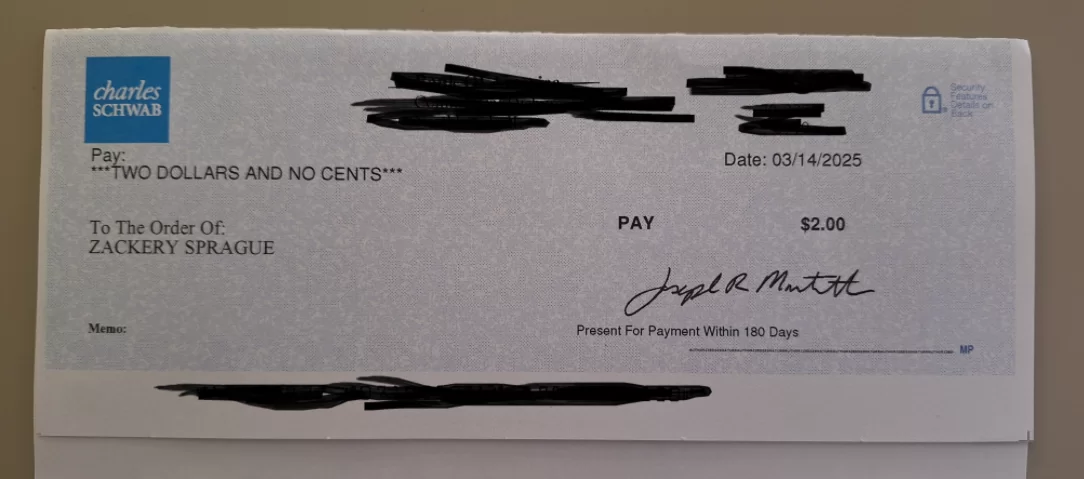 charles
SCHWAB
Security
Features
Details on
Back
Pay:
***TWO DOLLARS AND NO CENTS***
Date: 03/14/2025
To The Order Of:
ZACKERY SPRAGUE
PAY $2.00
Memo:
Present For Payment Within 180 Days
MP